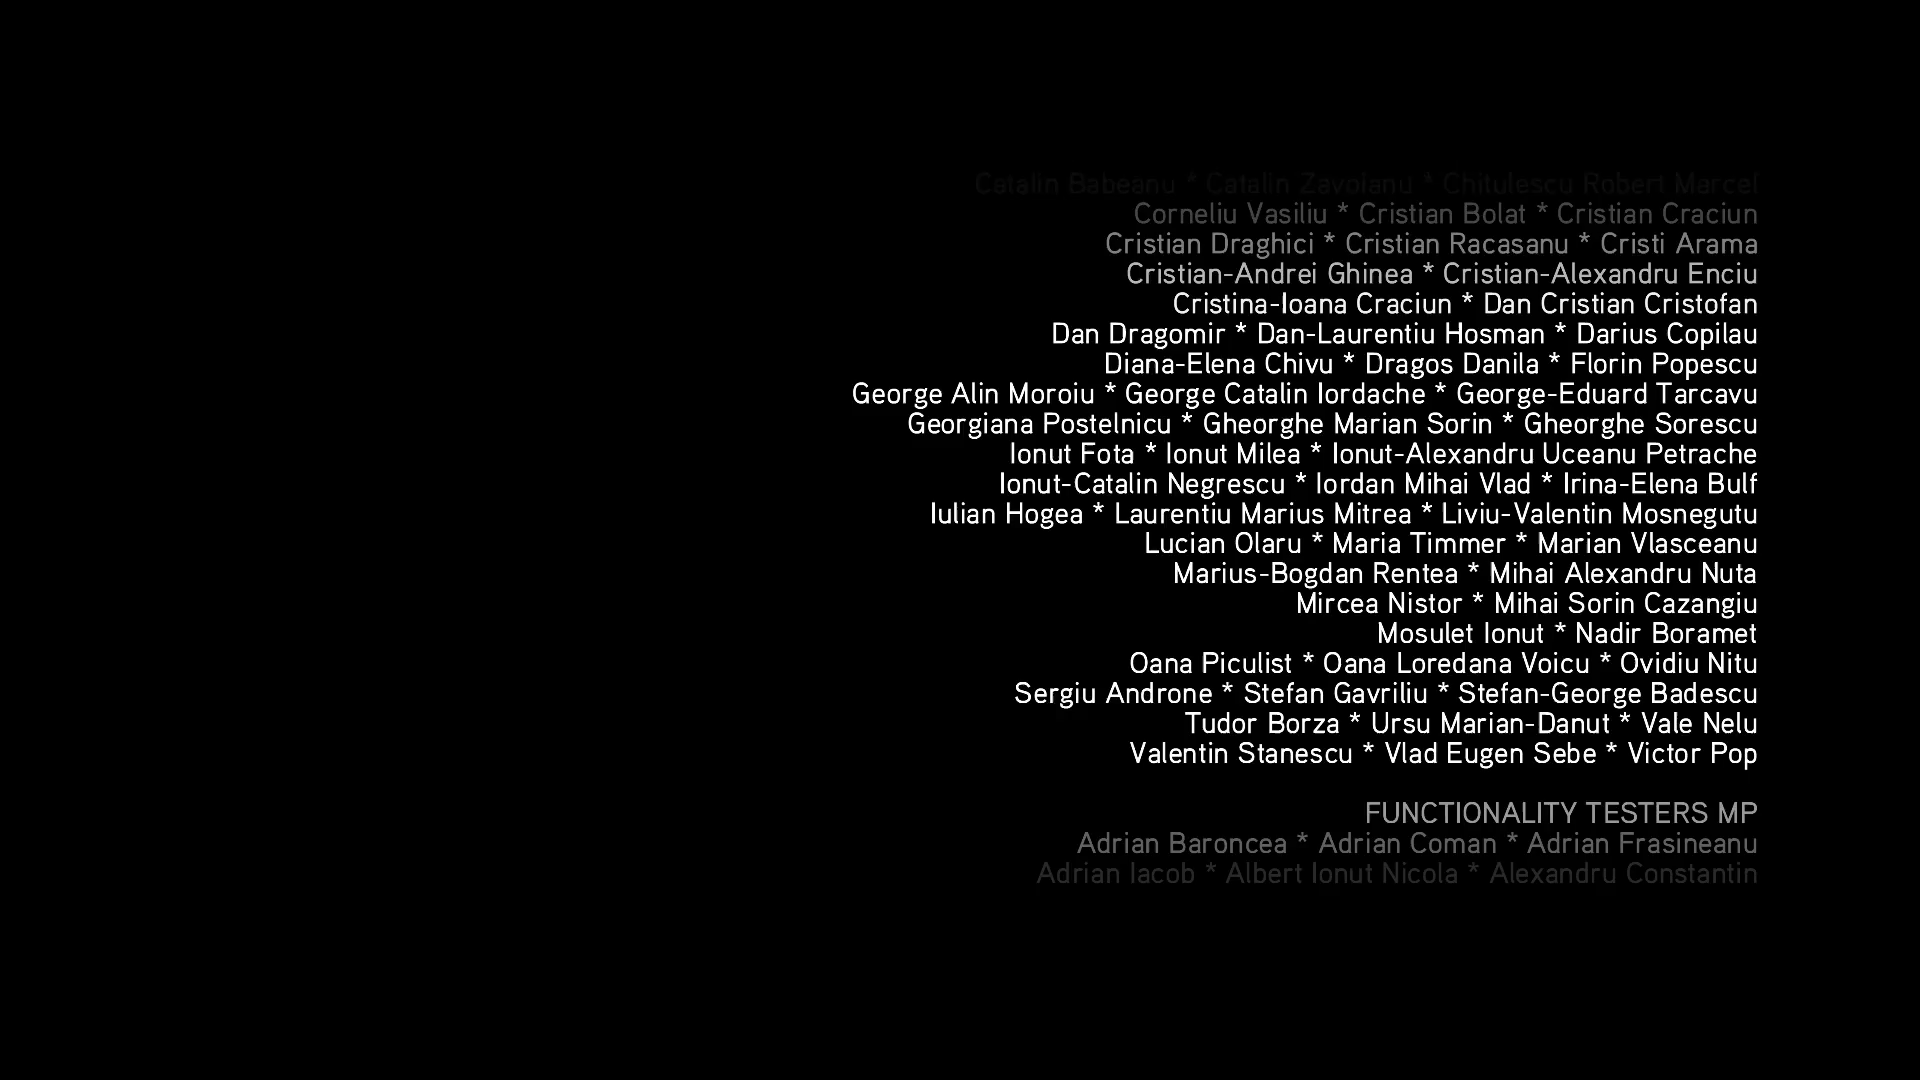 Catalin Babeanu * Catalin Zavoianu * Chitulescu Robert Marcel
Corneliu Vasiliu * Cristian Bolat * Cristian Craciun
Cristian Draghici * Cristian Racasanu * Cristi Arama
Cristian-Andrei Ghinea * Cristian-Alexandru Enciu
Cristina-Ioana Craciun * Dan Cristian Cristofan
Dan Dragomir * Dan-Laurentiu Hosman * Darius Copilau
Diana-Elena Chivu * Dragos Danila * Florin Popescu
George Alin Moroiu * George Catalin Iordache * George-Eduard Tarcavu
Georgiana Postelnicu * Gheorghe Marian Sorin * Gheorghe Sorescu
Ionut Fota * Ionut Milea * Ionut-Alexandru Uceanu Petrache
Ionut-Catalin Negrescu * Iordan Mihai Vlad * Irina-Elena Bulf
Iulian Hogea * Laurentiu Marius Mitrea * Liviu-Valentin Mosnegutu
Lucian Olaru * Maria Timmer * Marian Vlasceanu
Marius-Bogdan Rentea * Mihai Alexandru Nuta
Mircea Nistor * Mihai Sorin Cazangiu
Mosulet Ionut * Nadir Boramet
Oana Piculist * Oana Loredana Voicu * Ovidiu Nitu
Sergiu Androne * Stefan Gavriliu * Stefan-George Badescu
Tudor Borza * Ursu Marian-Danut * Vale Nelu
Valentin Stanescu * Vlad Eugen Sebe * Victor Pop
FUNCTIONALITY TESTERS MP
Adrian Baroncea * Adrian Coman * Adrian Frasineanu
Adrian Iacob * Albert Ionut Nicola * Alexandru Constantin